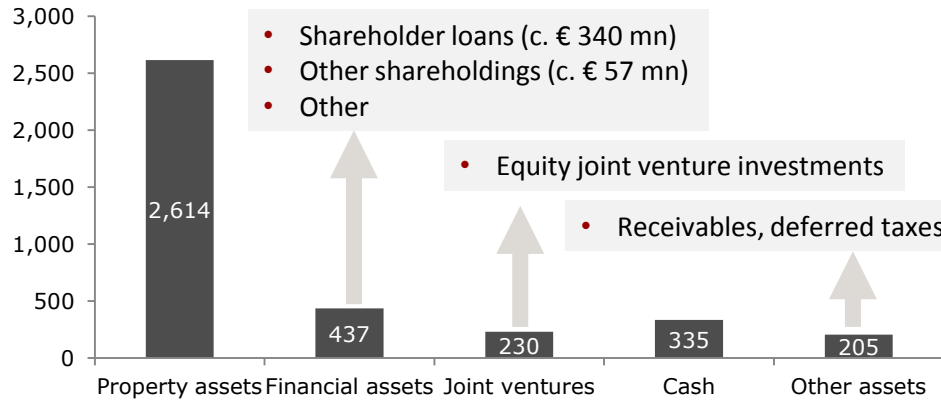 3,000
2,500
2,000
1,500
1,000
500
0
• Shareholder loans (c. € 340 mn)
• Other shareholdings (c. € 57 mn)
• Other
• Equity joint venture investments
• Receivables, deferred taxes
2,614
437
230
335
205
Property assets Financial assets Joint ventures Cash Other assets